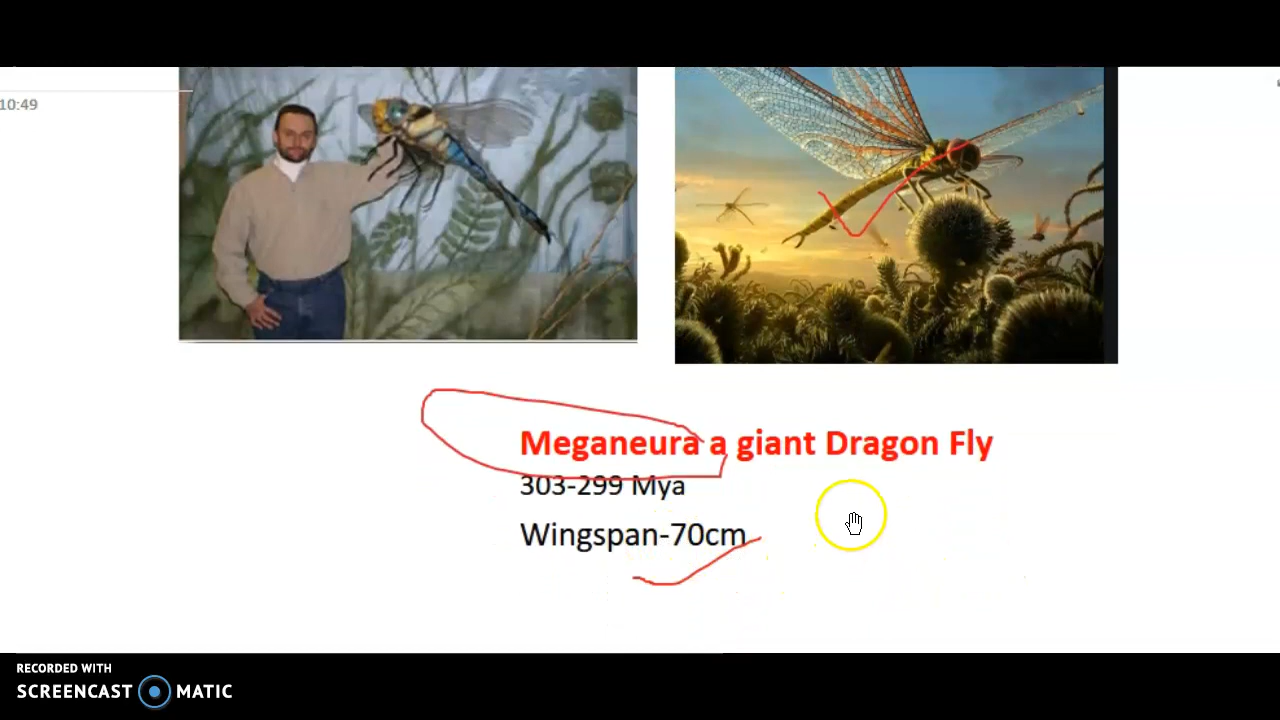 10:49
Meganeura a giant Dragon Fly
303-299 Mya
Wingspan-70cm
RECORDED WITH
SCREENCAST MATIC